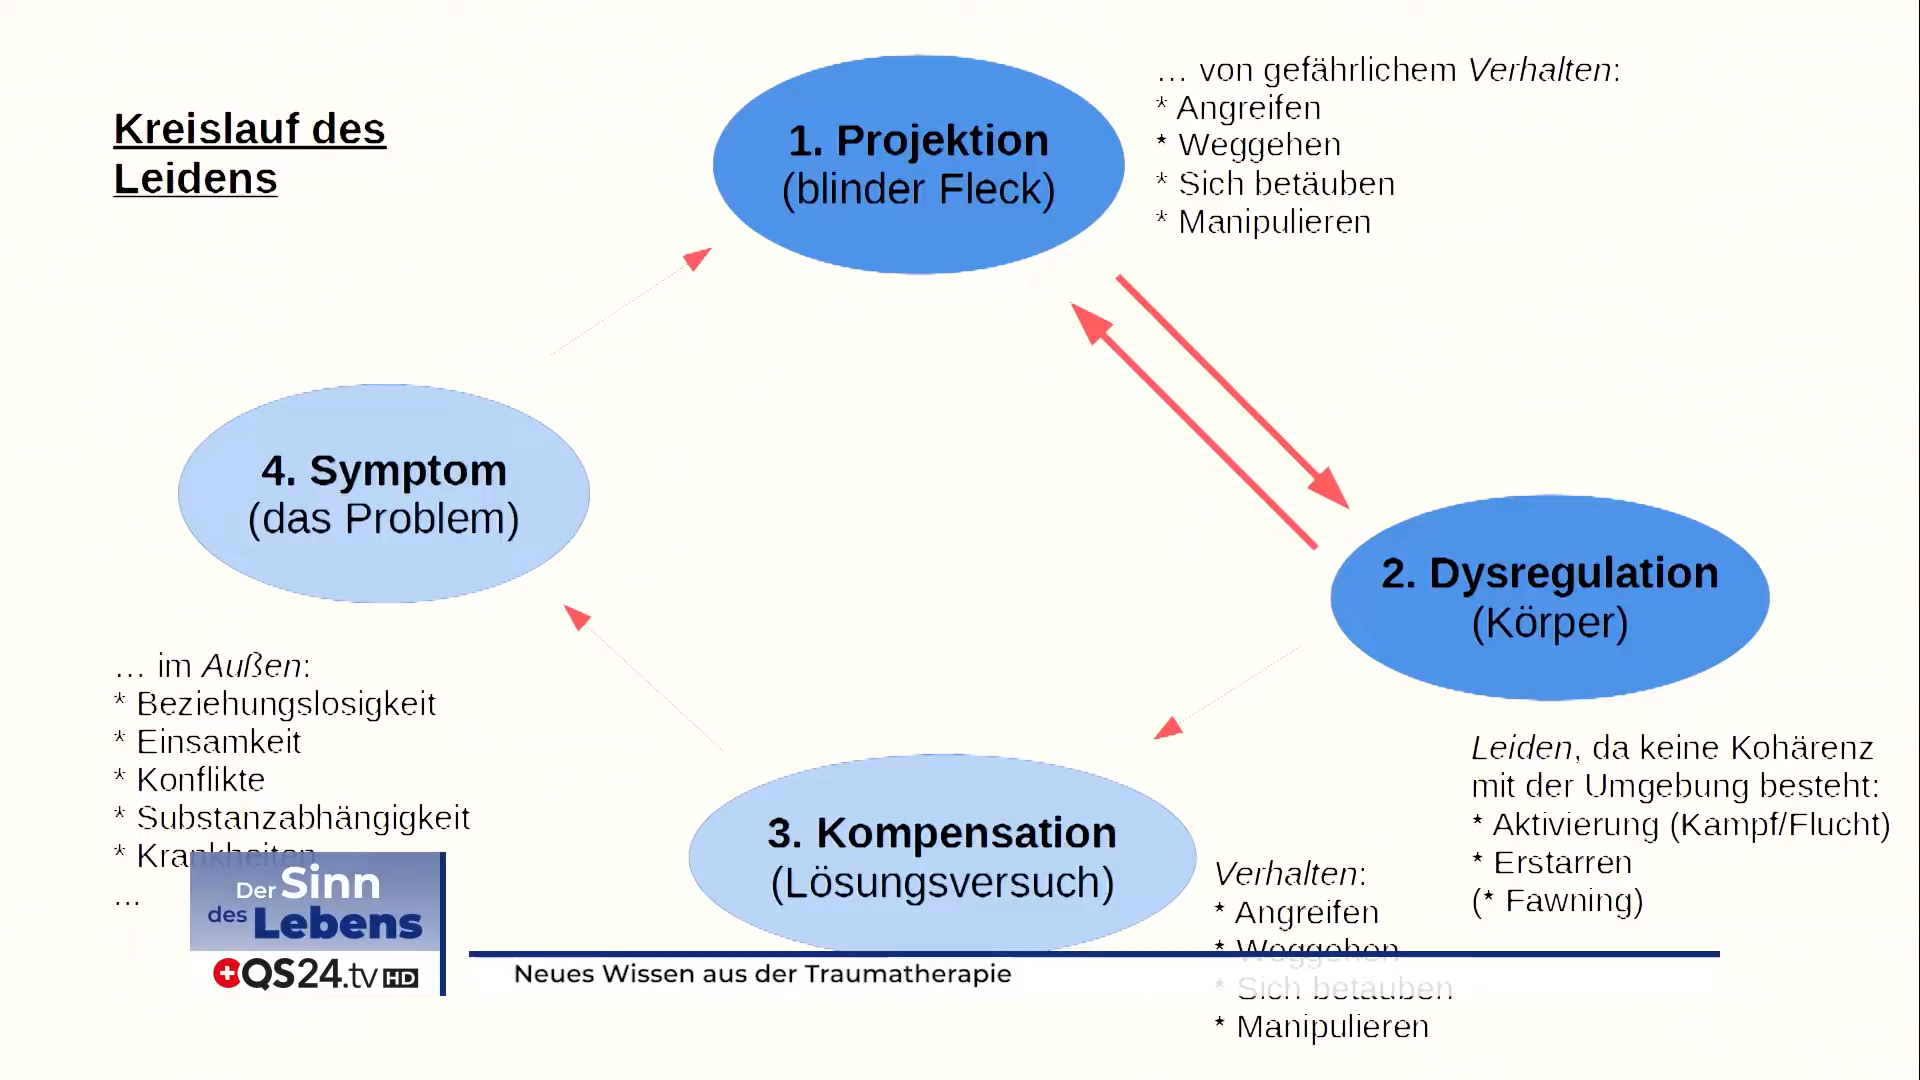 Kreislauf des
Leidens
1. Projektion
(blinder Fleck)
… von gefährlichem Verhalten:
* Angreifen
* Weggehen
* Sich betäuben
* Manipulieren
2. Dysregulation
(Körper)
Leiden, da keine Kohärenz
mit der Umgebung besteht:
* Aktivierung (Kampf/Flucht)
* Erstarren
(* Fawning)
3. Kompensation
(Lösungsversuch)
Verhalten:
* Angreifen
* Weggehen
* Sich betäuben
* Manipulieren
4. Symptom
(das Problem)
… im Außen:
* Beziehungslosigkeit
* Einsamkeit
* Konflikte
* Substanzabhängigkeit
* Krankheiten
...
Der Sinn
des Lebens
QS24.tv HD
Neues Wissen aus der Traumatherapie